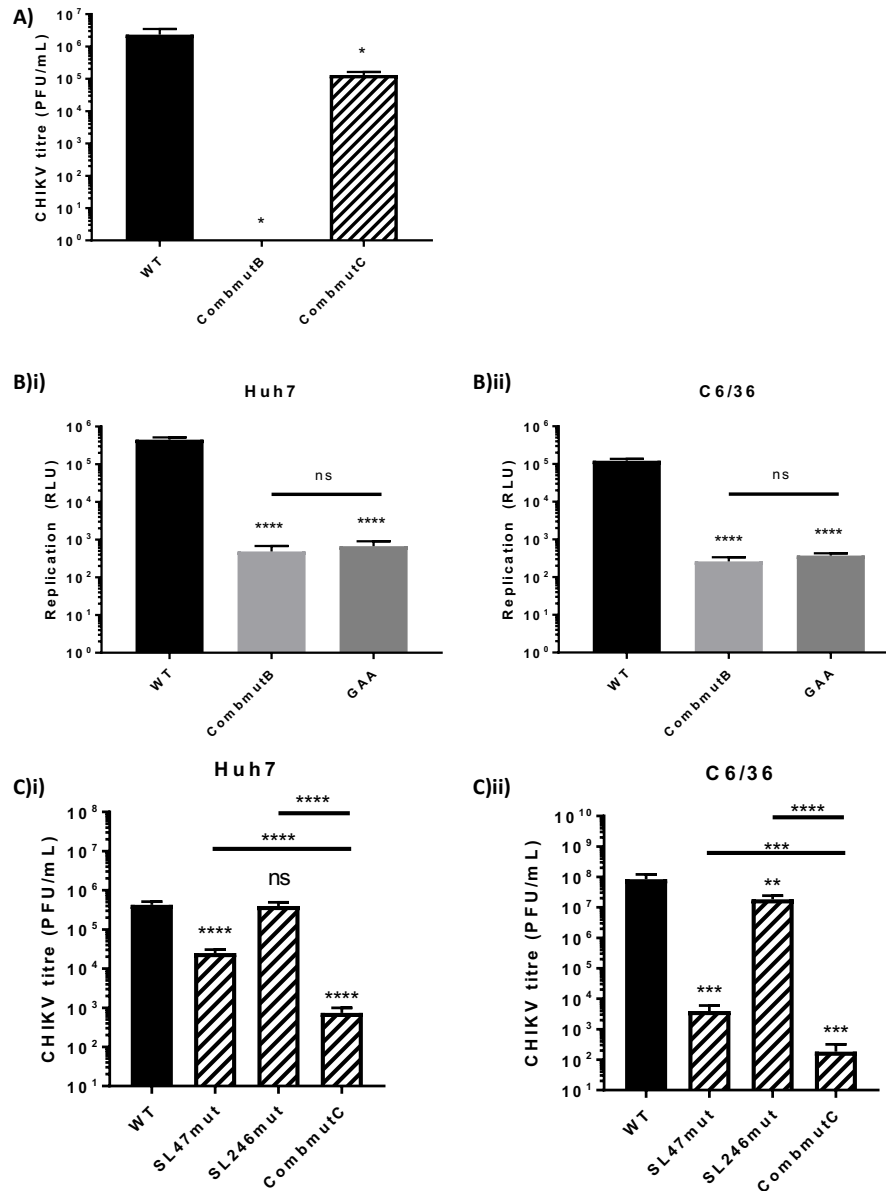 A)
CHIKV titre (PFU/mL)
10⁷
10⁶
10⁵
10⁴
10³
10²
10¹
10⁰
*
*
WT
CombmutB
CombmutC
B)i)
Huh7
Replication (RLU)
10⁶
10⁵
10⁴
10³
10²
10¹
10⁰
ns
****
****
WT
CombmutB
GAA
B)ii)
C6/36
Replication (RLU)
10⁶
10⁵
10⁴
10³
10²
10¹
10⁰
ns
****
****
WT
CombmutB
GAA
C)i)
Huh7
CHIKV titre (PFU/mL)
10⁸
10⁷
10⁶
10⁵
10⁴
10³
10²
10¹
****
****
ns
****
****
WT
SL47mut
SL246mut
CombmutC
C)ii)
C6/36
CHIKV titre (PFU/mL)
10¹⁰
10⁹
10⁸
10⁷
10⁶
10⁵
10⁴
10³
10²
10¹
****
***
**
***
***
WT
SL47mut
SL246mut
CombmutC